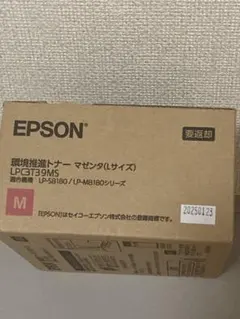 EPSON
要返却
環境推進トナー マゼンタ(Lサイズ)
LPC3T39MS
適合機種 LP-S8180/LP-M8180シリーズ
M
EPSONはセイコーエプソン株式会社の登録商標です。
20250123